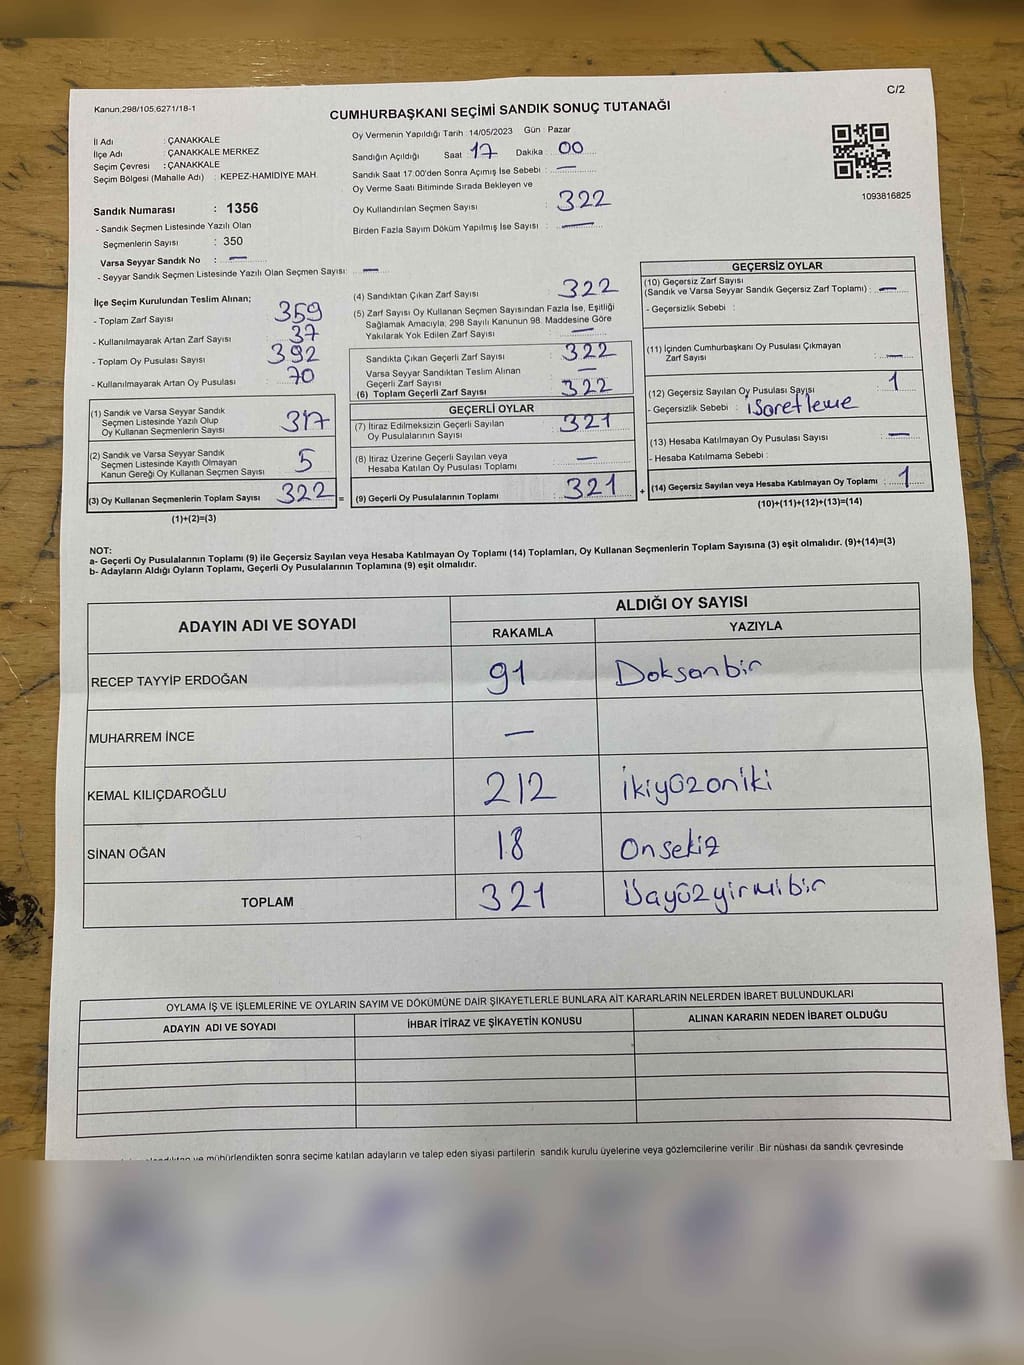 C/2
Kanun;298/105,6271/18-1
CUMHURBAŞKANI SEÇİMİ SANDIK SONUÇ TUTANAĞI
İl Adı : ÇANAKKALE
İlçe Adı : ÇANAKKALE MERKEZ
Seçim Çevresi : ÇANAKKALE
Seçim Bölgesi (Mahalle Adı) : KEPEZ-HAMİDİYE MAH.
Oy Vermenin Yapıldığı Tarih : 14/05/2023 Gün : Pazar
Sandığın Açıldığı Saat 17 Dakika : 00
Sandık Saat 17.00'den Sonra Açımış İse Sebebi : —
Oy Verme Saati Bitiminde Sırada Bekleyen ve
Oy Kullandırılan Seçmen Sayısı : 322
Birden Fazla Sayım Döküm Yapılmış İse Sayısı : —
1093816825
Sandık Numarası : 1356
- Sandık Seçmen Listesinde Yazılı Olan
Seçmenlerin Sayısı : 350
Varsa Seyyar Sandık No : —
- Seyyar Sandık Seçmen Listesinde Yazılı Olan Seçmen Sayısı: —
İlçe Seçim Kurulundan Teslim Alınan;
- Toplam Zarf Sayısı 359
- Kullanılmayarak Artan Zarf Sayısı : 37
- Toplam Oy Pusulası Sayısı : 392
- Kullanılmayarak Artan Oy Pusulası : 70
(1) Sandık ve Varsa Seyyar Sandık
Seçmen Listesinde Yazılı Olup
Oy Kullanan Seçmenlerin Sayısı : 317
(2) Sandık ve Varsa Seyyar Sandık
Seçmen Listesinde Kayıtlı Olmayan
Kanun Gereği Oy Kullanan Seçmen Sayısı : 5
(3) Oy Kullanan Seçmenlerin Toplam Sayısı : 322 =
(1)+(2)=(3)
(4) Sandıktan Çıkan Zarf Sayısı : 322
(5) Zarf Sayısı Oy Kullanan Seçmen Sayısından Fazla İse, Eşitliği
Sağlamak Amacıyla; 298 Sayılı Kanunun 98. Maddesine Göre
Yakılarak Yok Edilen Zarf Sayısı : —
Sandıkta Çıkan Geçerli Zarf Sayısı : 322
Varsa Seyyar Sandıktan Teslim Alınan
Geçerli Zarf Sayısı : —
(6) Toplam Geçerli Zarf Sayısı : 322
GEÇERLİ OYLAR
(7) İtiraz Edilmeksizin Geçerli Sayılan
Oy Pusulalarının Sayısı : 321
(8) İtiraz Üzerine Geçerli Sayılan veya
Hesaba Katılan Oy Pusulası Toplamı : —
(9) Geçerli Oy Pusulalarının Toplamı : 321 +
GEÇERSİZ OYLAR
(10) Geçersiz Zarf Sayısı
(Sandık ve Varsa Seyyar Sandık Geçersiz Zarf Toplamı) : —
- Geçersizlik Sebebi :
(11) İçinden Cumhurbaşkanı Oy Pusulası Çıkmayan
Zarf Sayısı : —
(12) Geçersiz Sayılan Oy Pusulası Sayısı : 1
- Geçersizlik Sebebi : işaretleme
(13) Hesaba Katılmayan Oy Pusulası Sayısı : —
- Hesaba Katılmama Sebebi :
(14) Geçersiz Sayılan veya Hesaba Katılmayan Oy Toplamı : 1
(10)+(11)+(12)+(13)=(14)
NOT:
a- Geçerli Oy Pusulalarının Toplamı (9) ile Geçersiz Sayılan veya Hesaba Katılmayan Oy Toplamı (14) Toplamları, Oy Kullanan Seçmenlerin Toplam Sayısına (3) eşit olmalıdır. (9)+(14)=(3)
b- Adayların Aldığı Oyların Toplamı, Geçerli Oy Pusulalarının Toplamına (9) eşit olmalıdır.
ADAYIN ADI VE SOYADI
ALDIĞI OY SAYISI
RAKAMLA YAZIYLA
RECEP TAYYİP ERDOĞAN 91 Doksanbir
MUHARREM İNCE —
KEMAL KILIÇDAROĞLU 212 İkiyüzoniki
SİNAN OĞAN 18 Onsekiz
TOPLAM 321 Üçyüzyirmibir
OYLAMA İŞ VE İŞLEMLERİNE VE OYLARIN SAYIM VE DÖKÜMÜNE DAİR ŞİKAYETLERLE BUNLARA AİT KARARLARIN NELERDEN İBARET BULUNDUKLARI
ADAYIN ADI VE SOYADI İHBAR İTİRAZ VE ŞİKAYETİN KONUSU ALINAN KARARIN NEDEN İBARET OLDUĞU
ve mühürlendikten sonra seçime katılan adayların ve talep eden siyasi partilerin sandık kurulu üyelerine veya gözlemcilerine verilir. Bir nüshası da sandık çevresinde